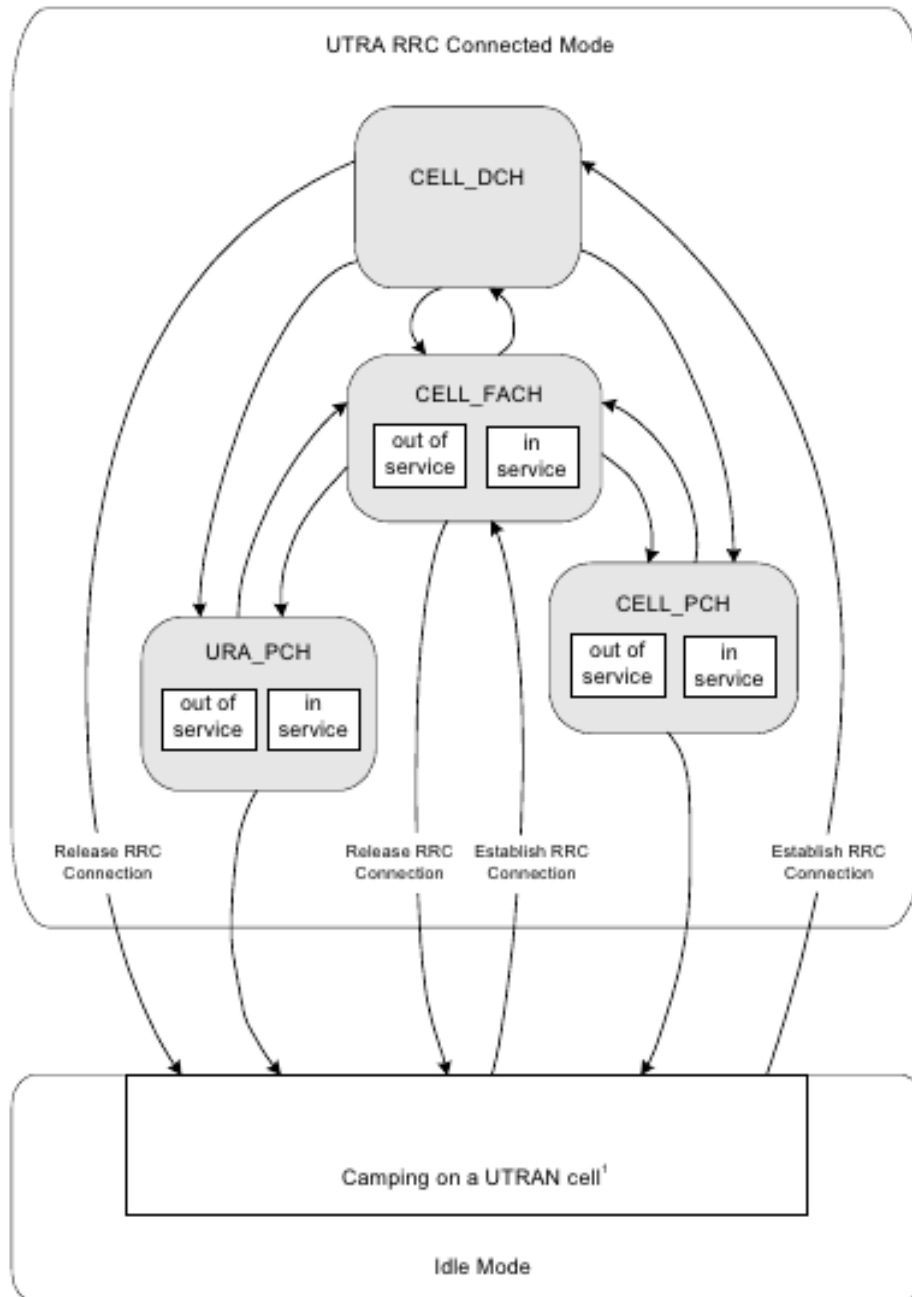 UTRA RRC Connected Mode
CELL_DCH
CELL_FACH
out of
service
in
service
CELL_PCH
out of
service
in
service
URA_PCH
out of
service
in
service
Release RRC
Connection
Release RRC
Connection
Establish RRC
Connection
Establish RRC
Connection
Camping on a UTRAN cell¹
Idle Mode